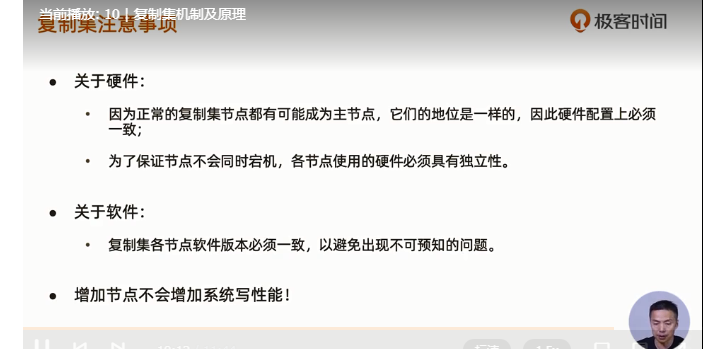 当前播放: 10 | 复制集机制及原理
复制集注意事项
极客时间
● 关于硬件：
• 因为正常的复制集节点都有可能成为主节点，它们的地位是一样的，因此硬件配置上必须
一致；
• 为了保证节点不会同时宕机，各节点使用的硬件必须具有独立性。
● 关于软件：
• 复制集各节点软件版本必须一致，以避免出现不可预知的问题。
● 增加节点不会增加系统写性能！